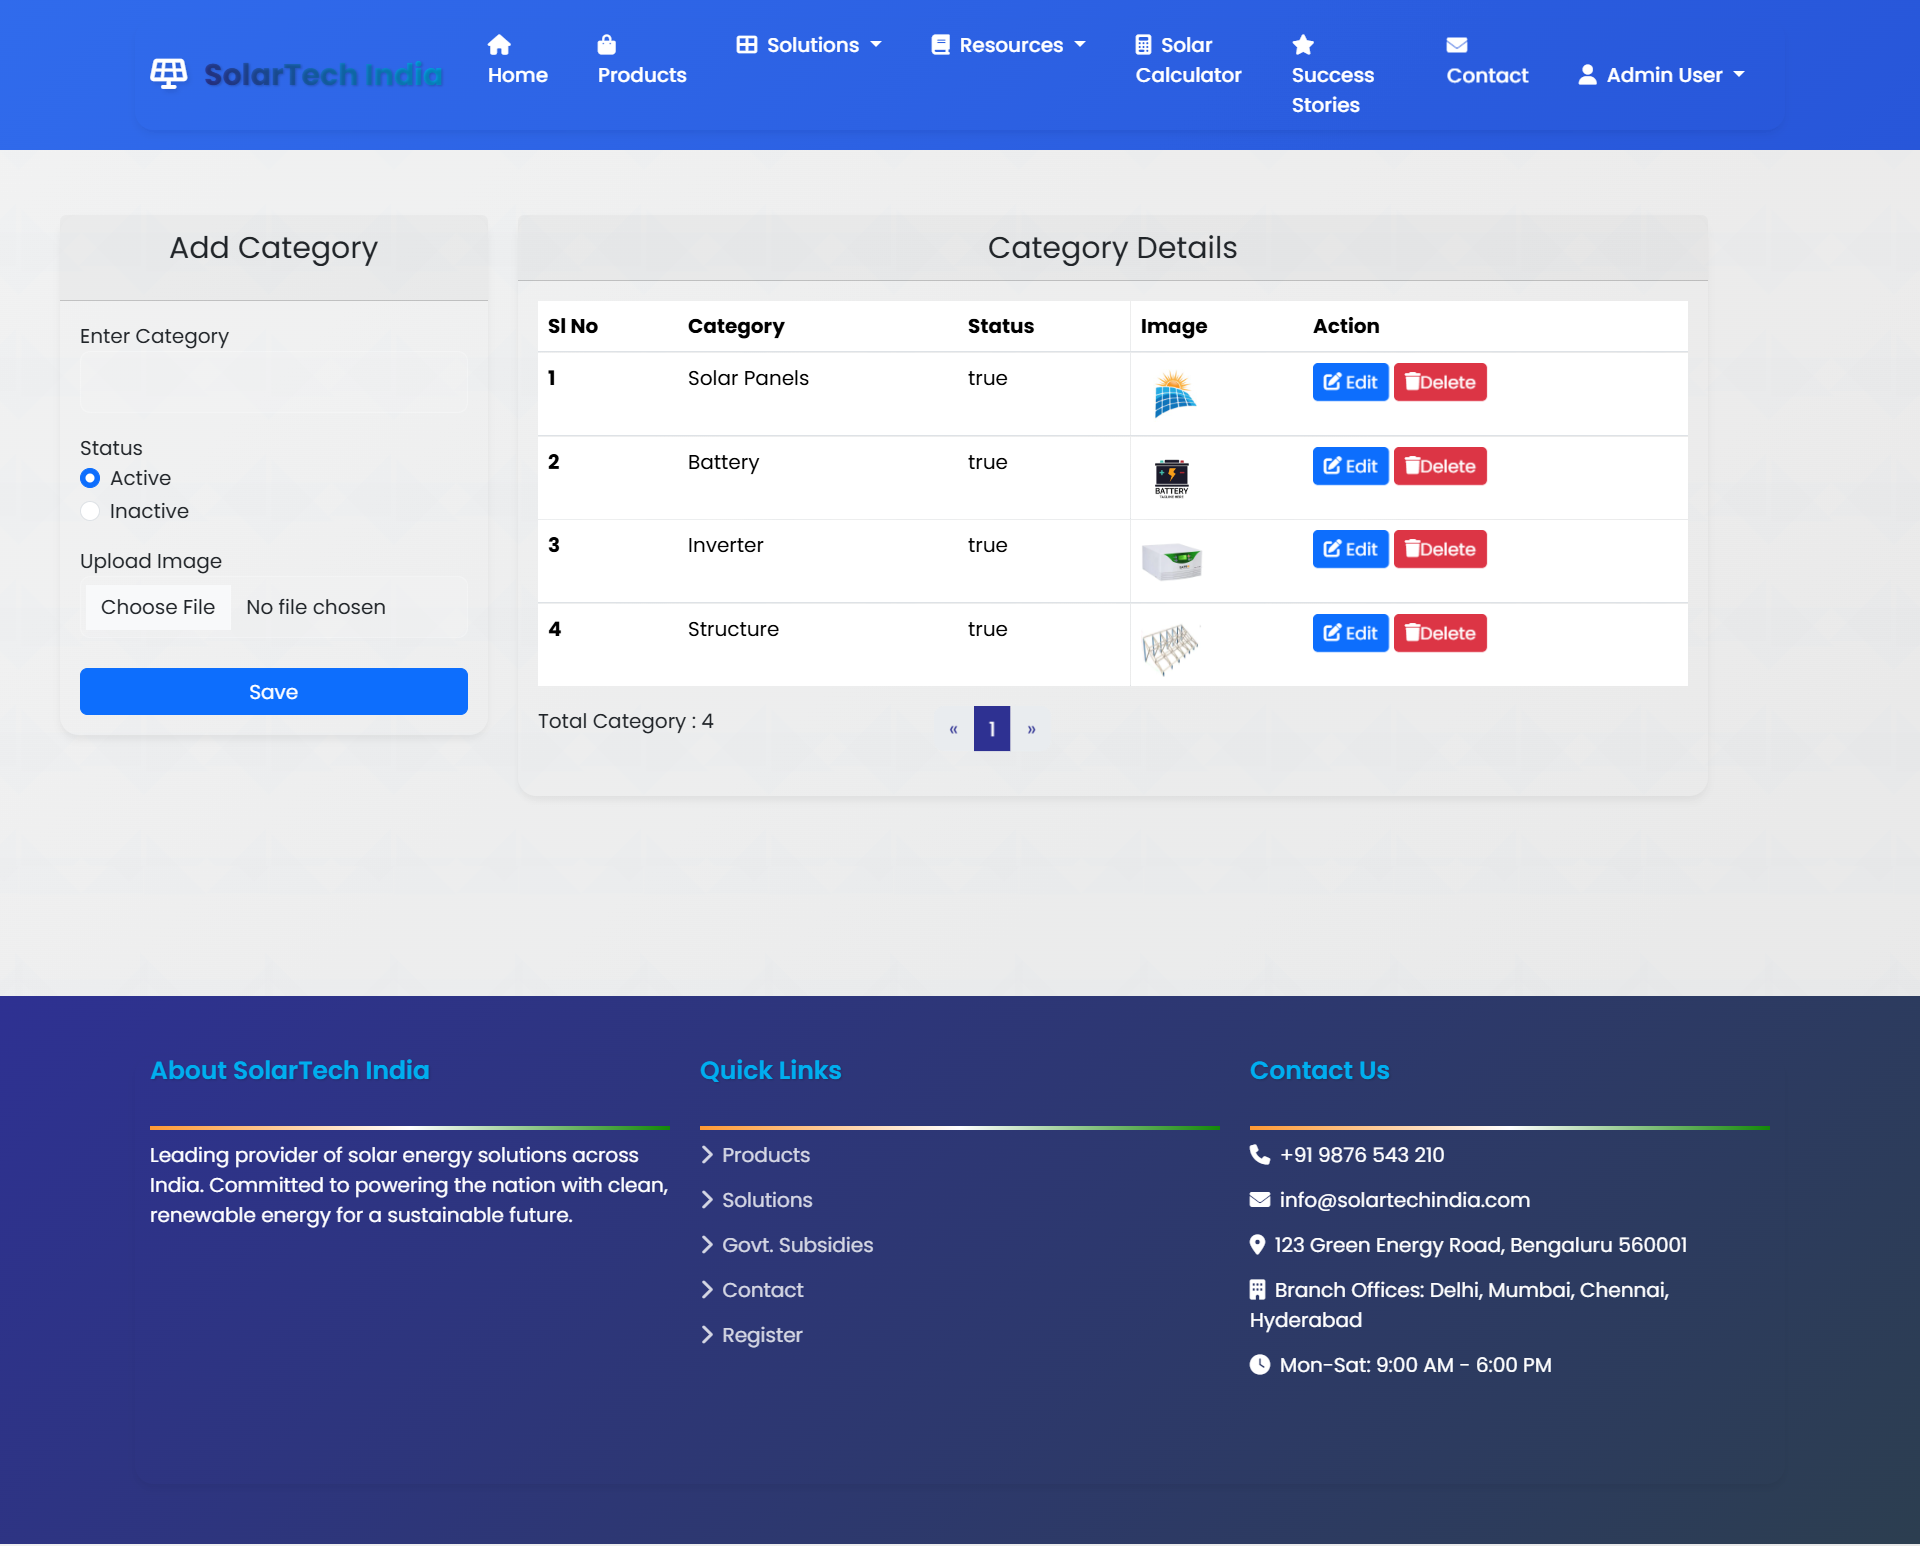 SolarTech India
Home
Products
Solutions
Resources
Solar
Calculator
Success
Stories
Contact
Admin User
Add Category
Enter Category
Status
Active
Inactive
Upload Image
Choose File No file chosen
Save
Category Details
Sl No Category Status Image Action
1 Solar Panels true Edit Delete
2 Battery true BATTERY Edit Delete
3 Inverter true Edit Delete
4 Structure true Edit Delete
Total Category : 4
« 1 »
About SolarTech India
Leading provider of solar energy solutions across
India. Committed to powering the nation with clean,
renewable energy for a sustainable future.
Quick Links
Products
Solutions
Govt. Subsidies
Contact
Register
Contact Us
+91 9876 543 210
info@solartechindia.com
123 Green Energy Road, Bengaluru 560001
Branch Offices: Delhi, Mumbai, Chennai,
Hyderabad
Mon-Sat: 9:00 AM - 6:00 PM